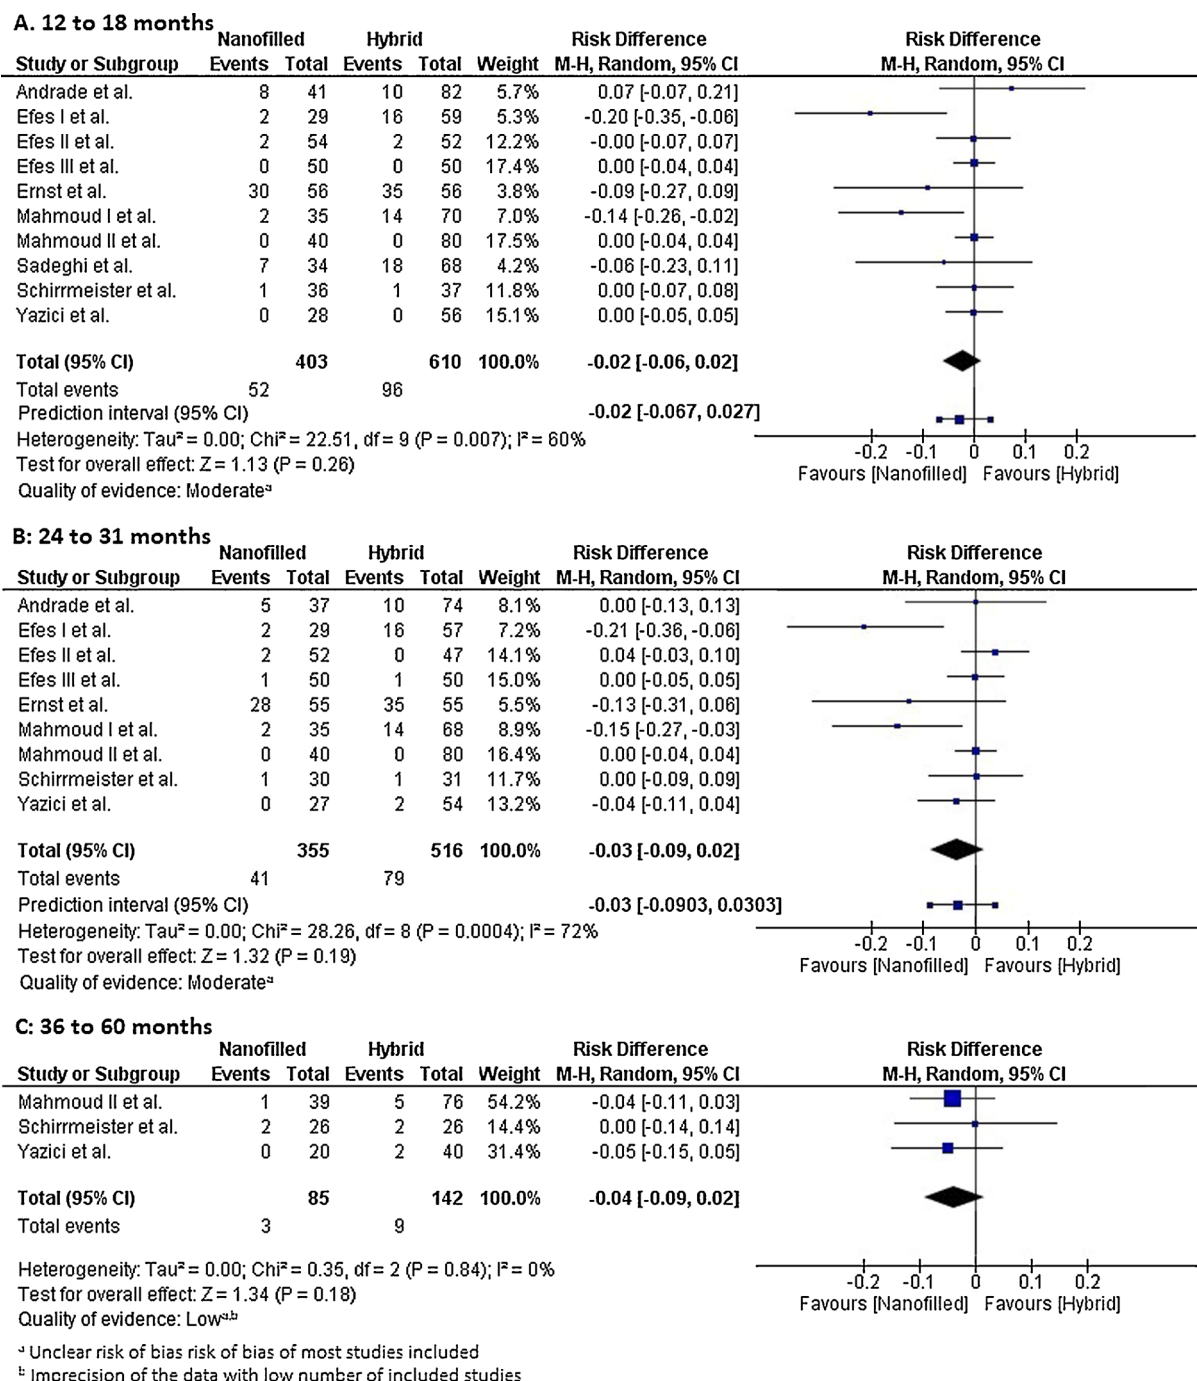 A. 12 to 18 months
Nanofilled Hybrid Risk Difference Risk Difference
Study or Subgroup Events Total Events Total Weight M-H, Random, 95% CI M-H, Random, 95% CI
Andrade et al. 8 41 10 82 5.7% 0.07 [-0.07, 0.21]
Efes I et al. 2 29 16 59 5.3% -0.20 [-0.35, -0.06]
Efes II et al. 2 54 2 52 12.2% -0.00 [-0.07, 0.07]
Efes III et al. 0 50 0 50 17.4% 0.00 [-0.04, 0.04]
Ernst et al. 30 56 35 56 3.8% -0.09 [-0.27, 0.09]
Mahmoud I et al. 2 35 14 70 7.0% -0.14 [-0.26, -0.02]
Mahmoud II et al. 0 40 0 80 17.5% 0.00 [-0.04, 0.04]
Sadeghi et al. 7 34 18 68 4.2% -0.06 [-0.23, 0.11]
Schirrmeister et al. 1 36 1 37 11.8% 0.00 [-0.07, 0.08]
Yazici et al. 0 28 0 56 15.1% 0.00 [-0.05, 0.05]
Total (95% CI) 403 610 100.0% -0.02 [-0.06, 0.02]
Total events 52 96
Prediction interval (95% CI) -0.02 [-0.067, 0.027]
Heterogeneity: Tau² = 0.00; Chi² = 22.51, df = 9 (P = 0.007); I² = 60%
Test for overall effect: Z = 1.13 (P = 0.26)
Quality of evidence: Moderateᵃ
-0.2 -0.1 0 0.1 0.2
Favours [Nanofilled] Favours [Hybrid]
B: 24 to 31 months
Nanofilled Hybrid Risk Difference Risk Difference
Study or Subgroup Events Total Events Total Weight M-H, Random, 95% CI M-H, Random, 95% CI
Andrade et al. 5 37 10 74 8.1% 0.00 [-0.13, 0.13]
Efes I et al. 2 29 16 57 7.2% -0.21 [-0.36, -0.06]
Efes II et al. 2 52 0 47 14.1% 0.04 [-0.03, 0.10]
Efes III et al. 1 50 1 50 15.0% 0.00 [-0.05, 0.05]
Ernst et al. 28 55 35 55 5.5% -0.13 [-0.31, 0.06]
Mahmoud I et al. 2 35 14 68 8.9% -0.15 [-0.27, -0.03]
Mahmoud II et al. 0 40 0 80 16.4% 0.00 [-0.04, 0.04]
Schirrmeister et al. 1 30 1 31 11.7% 0.00 [-0.09, 0.09]
Yazici et al. 0 27 2 54 13.2% -0.04 [-0.11, 0.04]
Total (95% CI) 355 516 100.0% -0.03 [-0.09, 0.02]
Total events 41 79
Prediction interval (95% CI) -0.03 [-0.0903, 0.0303]
Heterogeneity: Tau² = 0.00; Chi² = 28.26, df = 8 (P = 0.0004); I² = 72%
Test for overall effect: Z = 1.32 (P = 0.19)
Quality of evidence: Moderateᵃ
-0.2 -0.1 0 0.1 0.2
Favours [Nanofilled] Favours [Hybrid]
C: 36 to 60 months
Nanofilled Hybrid Risk Difference Risk Difference
Study or Subgroup Events Total Events Total Weight M-H, Random, 95% CI M-H, Random, 95% CI
Mahmoud II et al. 1 39 5 76 54.2% -0.04 [-0.11, 0.03]
Schirrmeister et al. 2 26 2 26 14.4% 0.00 [-0.14, 0.14]
Yazici et al. 0 20 2 40 31.4% -0.05 [-0.15, 0.05]
Total (95% CI) 85 142 100.0% -0.04 [-0.09, 0.02]
Total events 3 9
Heterogeneity: Tau² = 0.00; Chi² = 0.35, df = 2 (P = 0.84); I² = 0%
Test for overall effect: Z = 1.34 (P = 0.18)
Quality of evidence: Lowᵃ,ᵇ
-0.2 -0.1 0 0.1 0.2
Favours [Nanofilled] Favours [Hybrid]
ᵃ Unclear risk of bias risk of bias of most studies included
ᵇ Imprecision of the data with low number of included studies